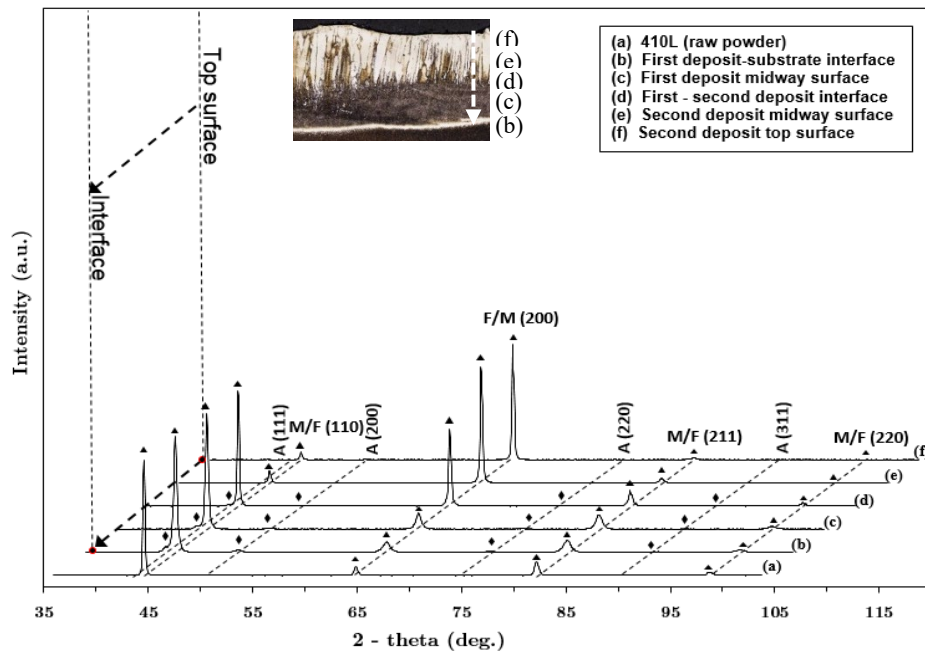 (a) 410L (raw powder)
(b) First deposit-substrate interface
(c) First deposit midway surface
(d) First - second deposit interface
(e) Second deposit midway surface
(f) Second deposit top surface
(f)
(e)
(d)
(c)
(b)
Top surface
Interface
Intensity (a.u.)
F/M (200)
A (111)
M/F (110)
A (200)
A (220)
M/F (211)
A (311)
M/F (220)
(f)
(e)
(d)
(c)
(b)
(a)
35 45 55 65 75 85 95 105 115
2 - theta (deg.)